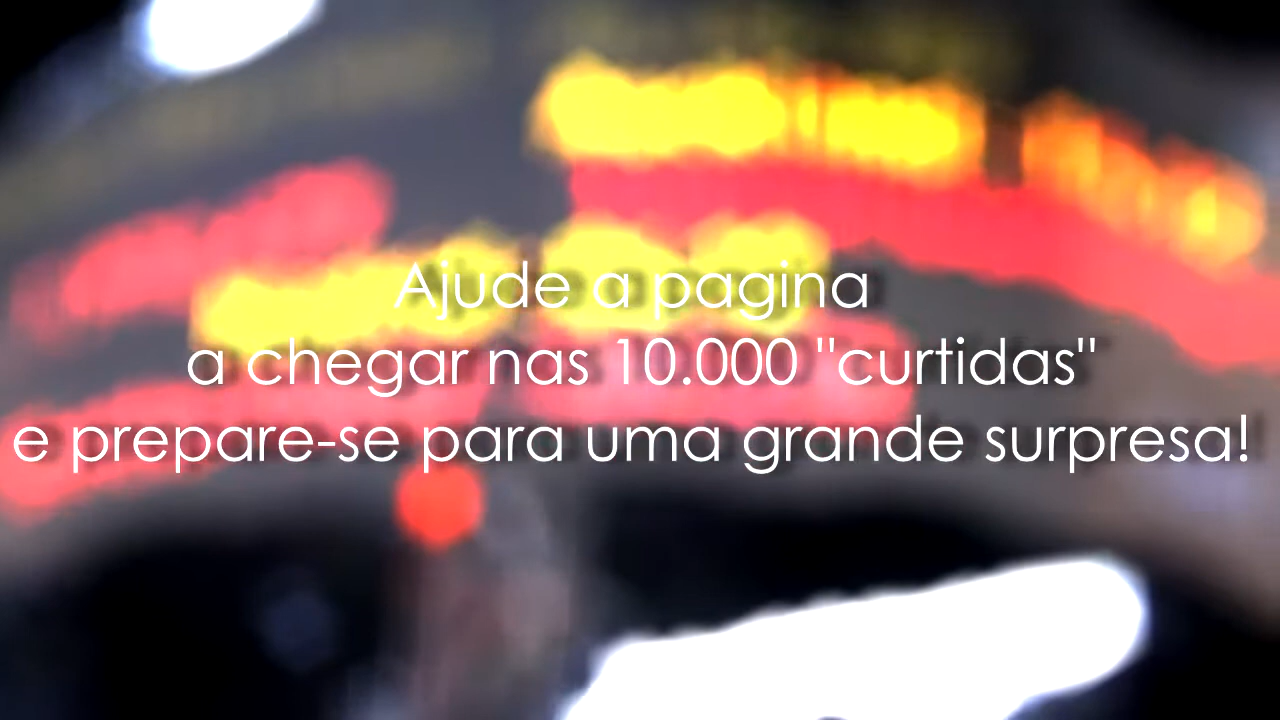 Ajude a pagina
a chegar nas 10.000 "curtidas"
e prepare-se para uma grande surpresa!